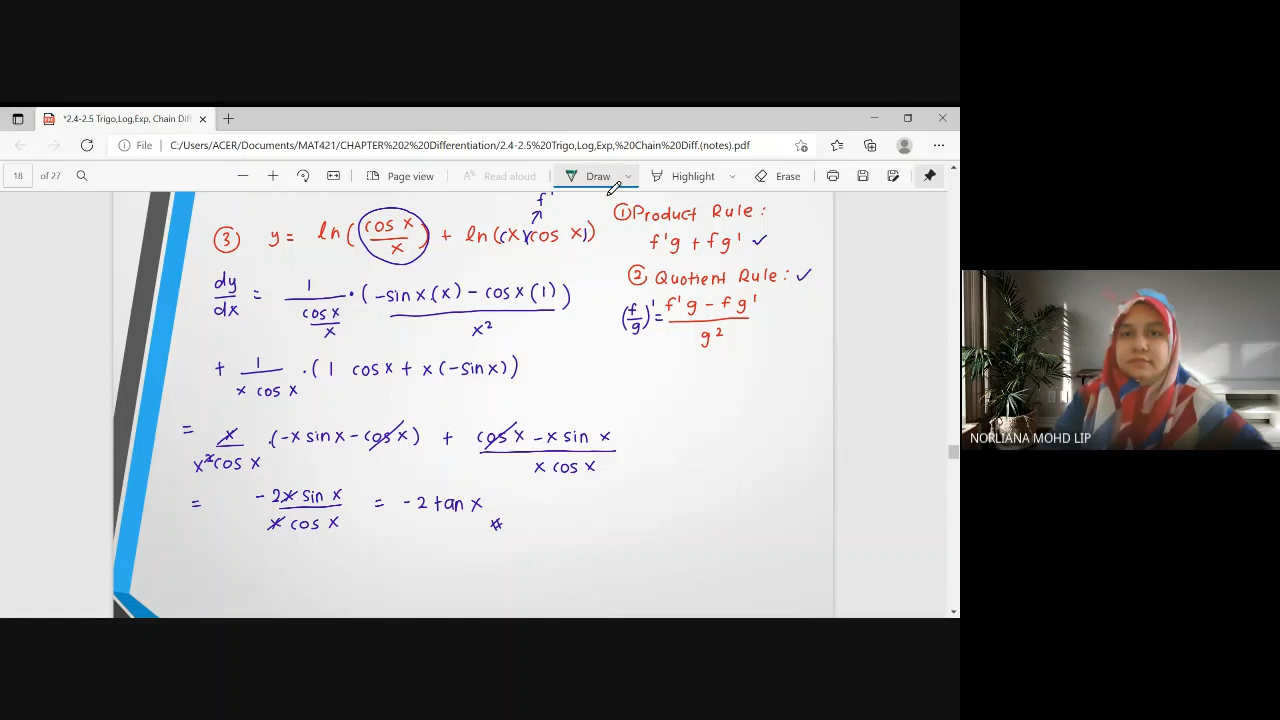 *2.4-2.5 Trigo,Log,Exp, Chain Dif
File C:/Users/ACER/Documents/MAT421/CHAPTER%202%20Differentiation/2.4-2.5%20Trigo,Log,Exp,%20Chain%20Diff.(notes).pdf
18 of 27 Page view Read aloud Draw Highlight Erase
f'
③ y = ln(cos x / x) + ln((x)(cos x))
dy/dx = 1/(cos x / x) · (-sin x (x) - cos x (1)) / x²
+ 1/(x cos x) · (1 cos x + x(-sin x))
= x/(x² cos x) · (-x sin x - cos x) + (cos x - x sin x)/(x cos x)
= -2x sin x / x cos x = -2 tan x #
① Product Rule :
f'g + fg' ✓
② Quotient Rule : ✓
(f/g)' = (f'g - fg') / g²
NORLIANA MOHD LIP